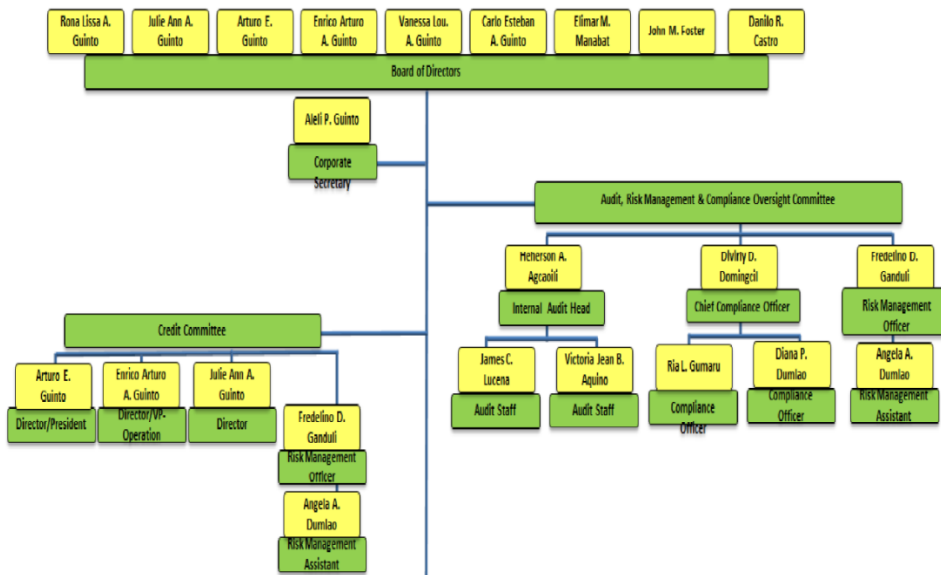 Rona Lissa A.
Guinto
Julie Ann A.
Guinto
Arturo E.
Guinto
Enrico Arturo
A. Guinto
Vanessa Lou.
A. Guinto
Carlo Esteban
A. Guinto
Elimar M.
Manabat
John M. Foster
Danilo R.
Castro
Board of Directors
Aleli P. Guinto
Corporate
Secretary
Audit, Risk Management & Compliance Oversight Committee
Heherson A.
Agcaoili
Internal Audit Head
Diviny D.
Domingcil
Chief Compliance Officer
Fredelino D.
Ganduli
Risk Management
Officer
James C.
Lucena
Audit Staff
Victoria Jean B.
Aquino
Audit Staff
Ria L. Gumaru
Compliance
Officer
Diana P.
Dumlao
Compliance
Officer
Angela A.
Dumlao
Risk Management
Assistant
Credit Committee
Arturo E.
Guinto
Director/President
Enrico Arturo
A. Guinto
Director/VP-
Operation
Julie Ann A.
Guinto
Director
Fredelino D.
Ganduli
Risk Management
Officer
Angela A.
Dumlao
Risk Management
Assistant